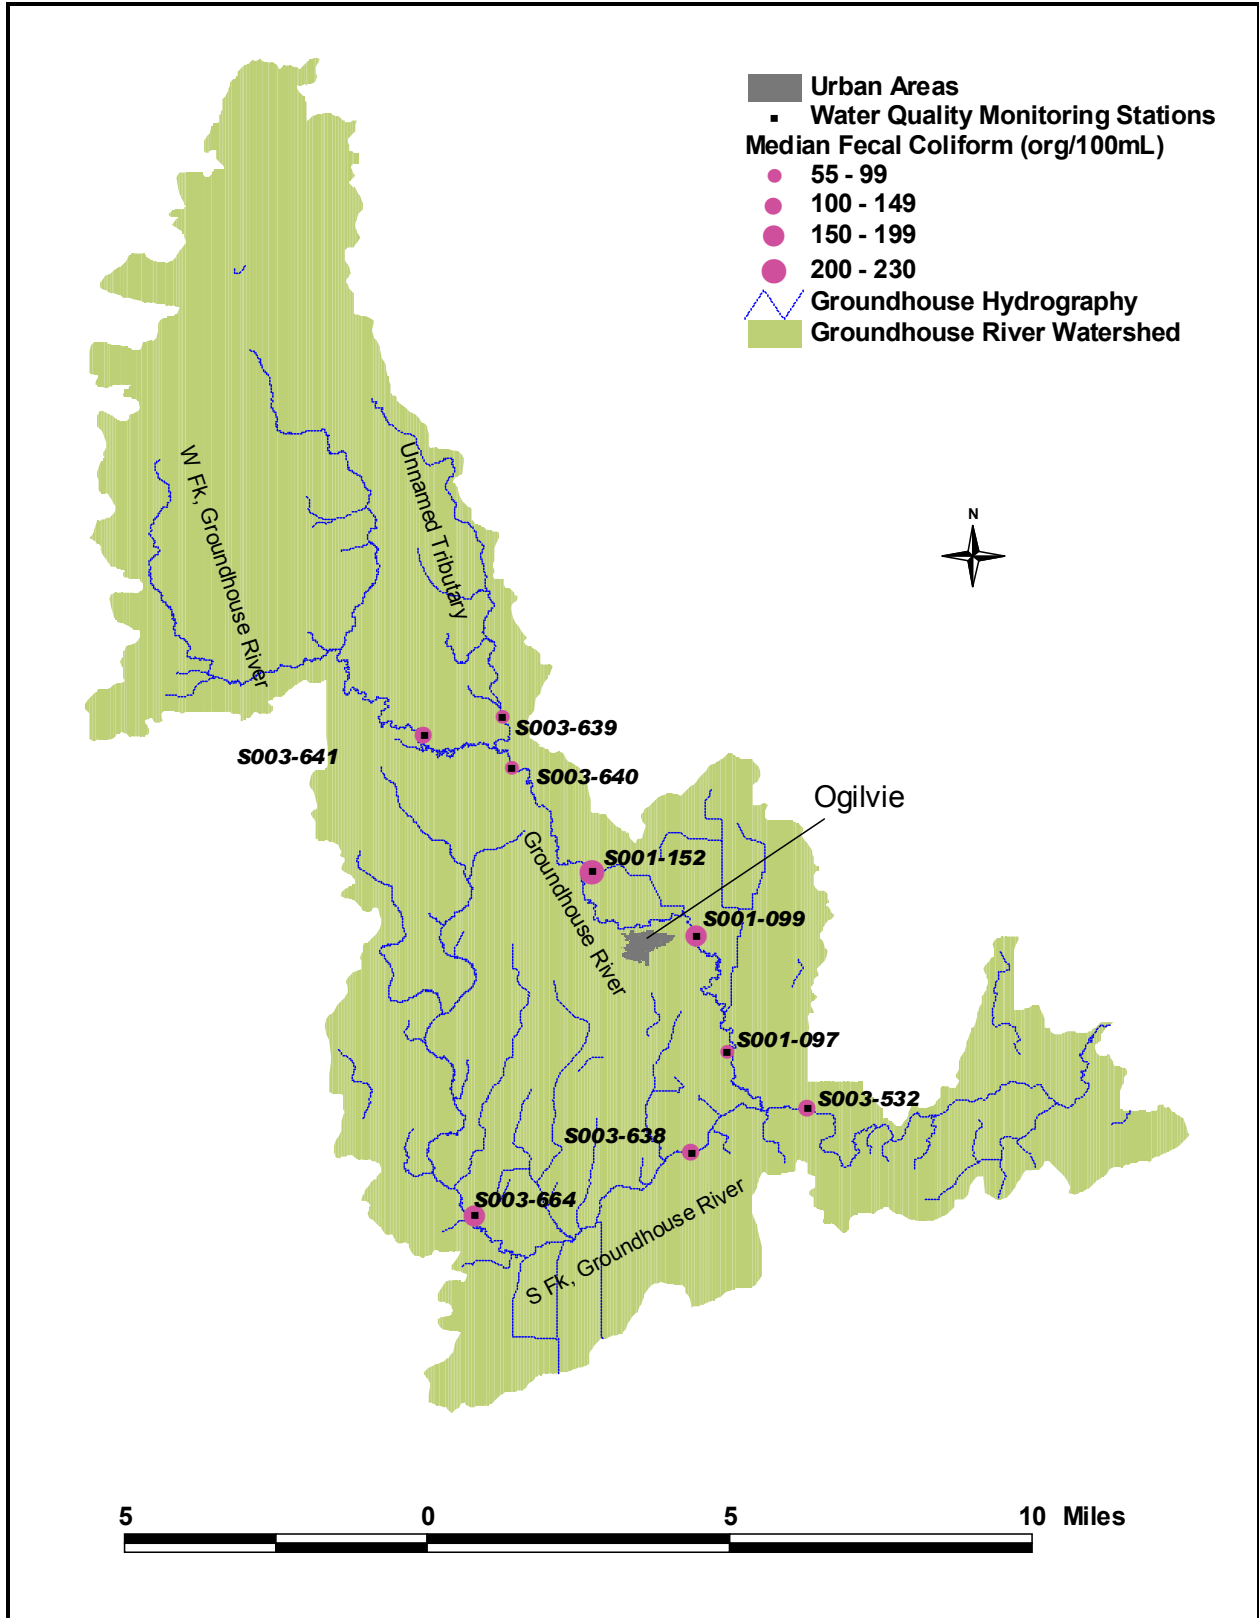 Urban Areas
Water Quality Monitoring Stations
Median Fecal Coliform (org/100mL)
55 - 99
100 - 149
150 - 199
200 - 230
Groundhouse Hydrography
Groundhouse River Watershed
W Fk, Groundhouse River
Unnamed Tributary
N
S003-639
S003-641
S003-640
Ogilvie
Groundhouse River
S001-152
S001-099
S001-097
S003-532
S003-638
S003-664
S Fk, Groundhouse River
5 0 5 10 Miles